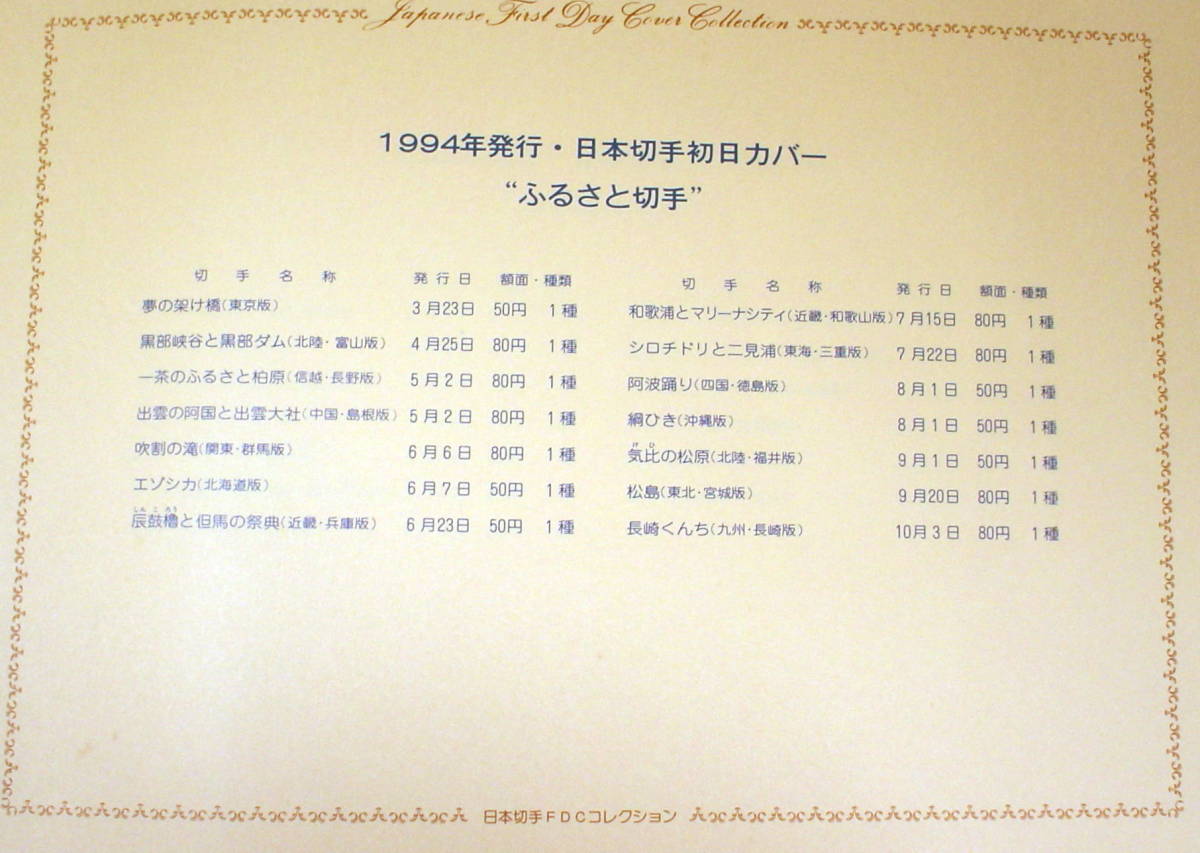 Japanese First Day Cover Collection
1994年発行・日本切手初日カバー
“ふるさと切手”
切手名称 発行日 額面・種類
夢の架け橋(東京版) 3月23日 50円 1種
黒部峡谷と黒部ダム(北陸・富山版) 4月25日 80円 1種
一茶のふるさと柏原(信越・長野版) 5月2日 80円 1種
出雲の阿国と出雲大社(中国・島根版) 5月2日 80円 1種
吹割の滝(関東・群馬版) 6月6日 80円 1種
エゾシカ(北海道版) 6月7日 50円 1種
しんころう
辰鼓櫓と但馬の祭典(近畿・兵庫版) 6月23日 50円 1種
切手名称 発行日 額面・種類
和歌浦とマリーナシティ(近畿・和歌山版) 7月15日 80円 1種
シロチドリと二見浦(東海・三重版) 7月22日 80円 1種
阿波踊り(四国・徳島版) 8月1日 50円 1種
綱ひき(沖縄版) 8月1日 50円 1種
けひ
気比の松原(北陸・福井版) 9月1日 50円 1種
松島(東北・宮城版) 9月20日 80円 1種
長崎くんち(九州・長崎版) 10月3日 80円 1種
日本切手FDCコレクション